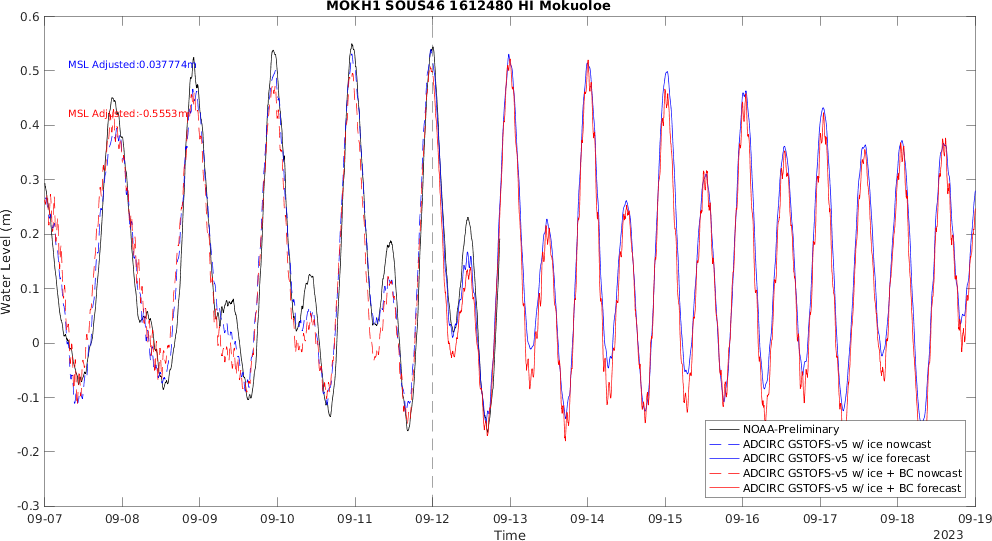 MOKH1 SOUS46 1612480 HI Mokuoloe
0.6
0.5
0.4
0.3
0.2
0.1
0
-0.1
-0.2
-0.3
Water Level (m)
MSL Adjusted:0.037774m
MSL Adjusted:-0.5553m
NOAA-Preliminary
ADCIRC GSTOFS-v5 w/ ice nowcast
ADCIRC GSTOFS-v5 w/ ice forecast
ADCIRC GSTOFS-v5 w/ ice + BC nowcast
ADCIRC GSTOFS-v5 w/ ice + BC forecast
09-07 09-08 09-09 09-10 09-11 09-12 09-13 09-14 09-15 09-16 09-17 09-18 09-19
Time
2023